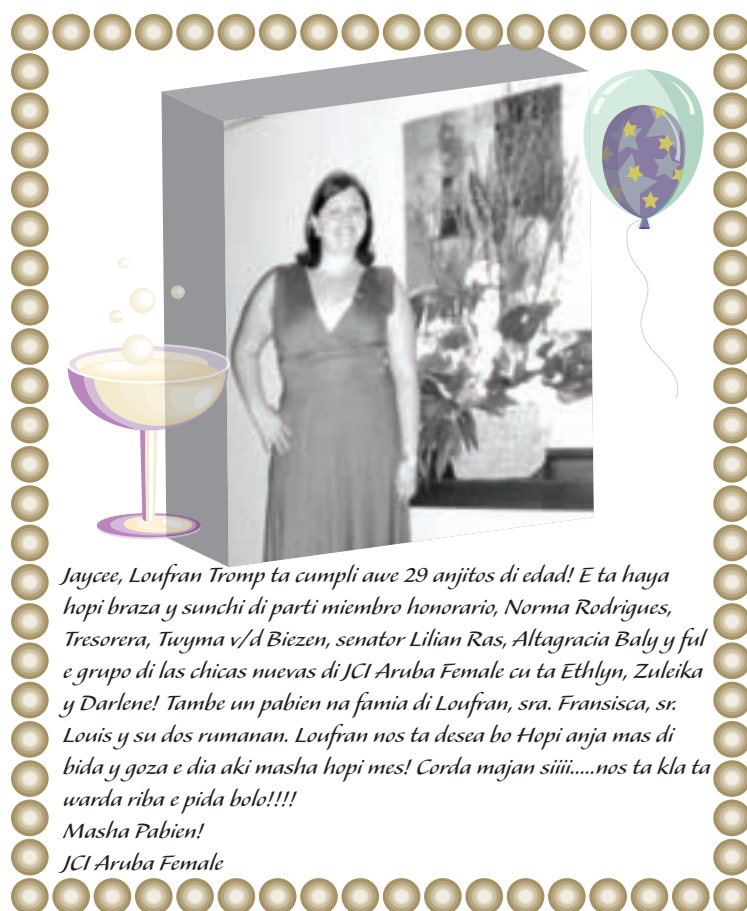 Jaycee, Loufran Tromp ta cumpli awe 29 anjitos di edad! E ta haya
hopi braza y sunchi di parti miembro honorario, Norma Rodrigues,
Tresorera, Twyma v/d Biezen, senator Lilian Ras, Altagracia Baly y ful
e grupo di las chicas nuevas di JCI Aruba Female cu ta Ethlyn, Zuleika
y Darlene! Tambe un pabien na famia di Loufran, sra. Fransisca, sr.
Louis y su dos rumanan. Loufran nos ta desea bo Hopi anja mas di
bida y goza e dia aki masha hopi mes! Corda majan siiii.....nos ta kla ta
warda riba e pida bolo!!!!
Masha Pabien!
JCI Aruba Female